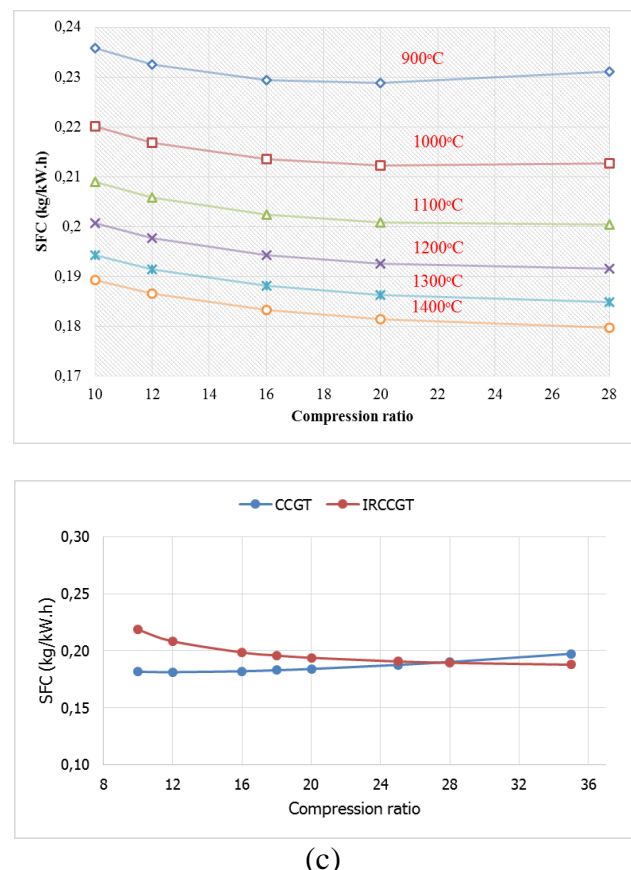 0,24
0,23
0,22
0,21
0,2
0,19
0,18
0,17
SFC (kg/kW.h)
900°C
1000°C
1100°C
1200°C
1300°C
1400°C
10 12 14 16 18 20 22 24 26 28
Compression ratio
CCGT IRCCGT
0,30
0,25
0,20
0,15
0,10
SFC (kg/kW.h)
8 12 16 20 24 28 32 36
Compression ratio
(c)